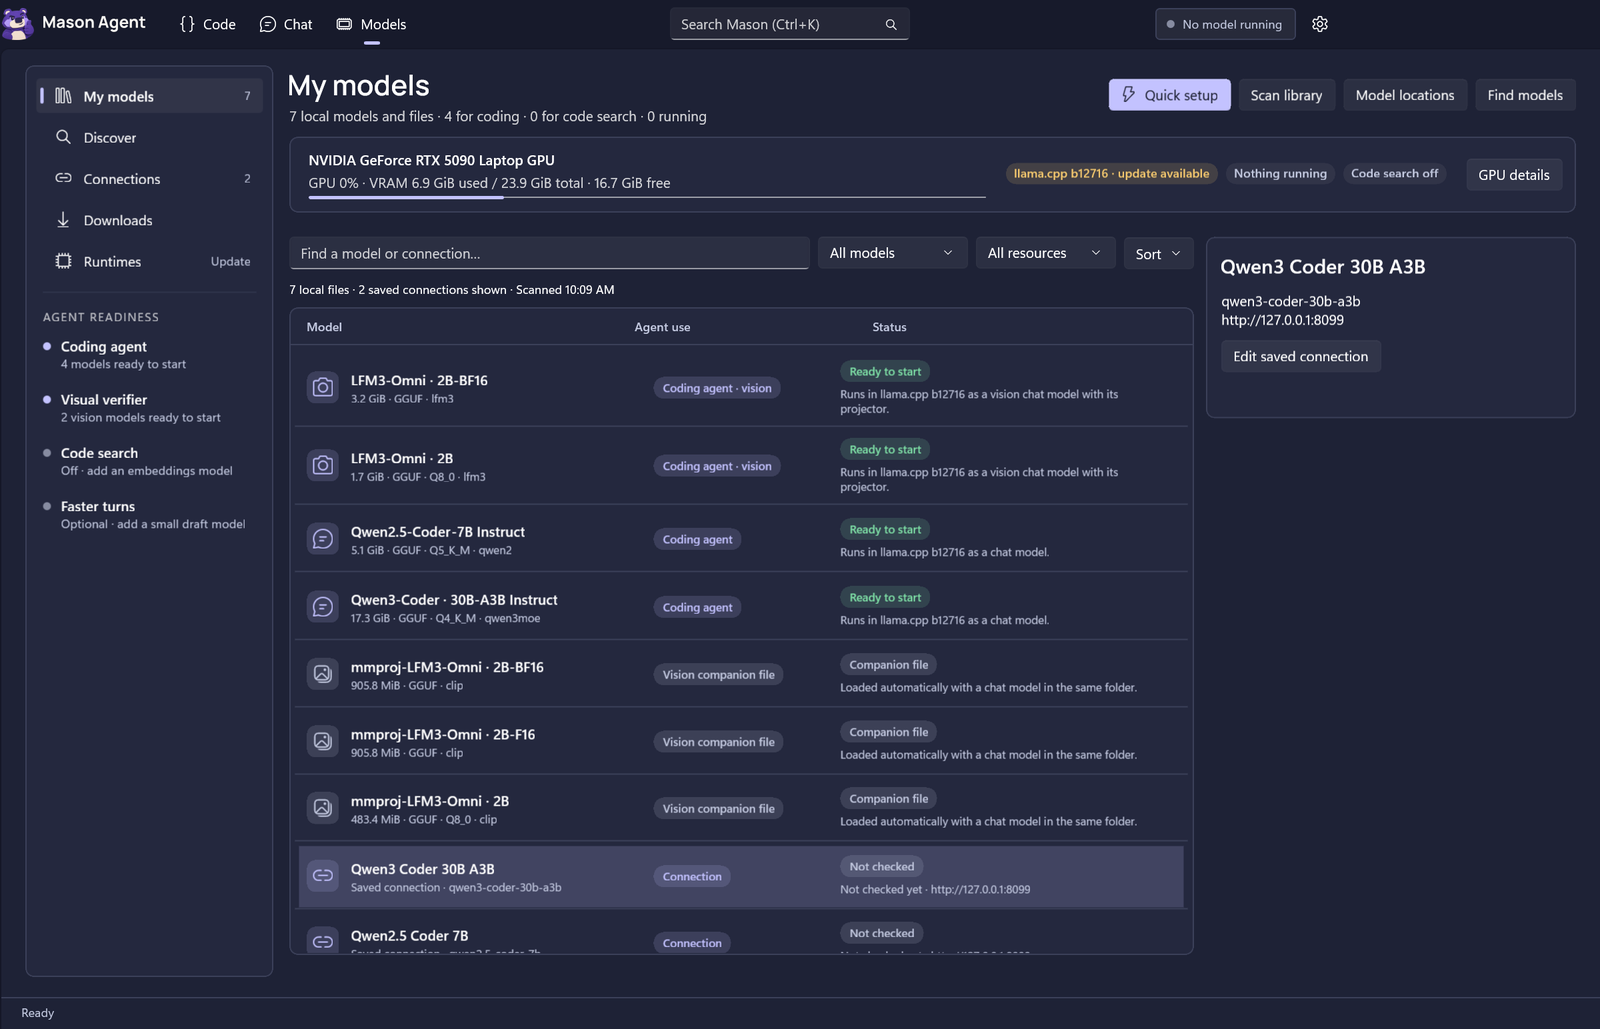 Mason Agent
Code
Chat
Models
Search Mason (Ctrl+K)
No model running
My models
7
Discover
Connections
2
Downloads
Runtimes
Update
AGENT READINESS
Coding agent
4 models ready to start
Visual verifier
2 vision models ready to start
Code search
Off · add an embeddings model
Faster turns
Optional · add a small draft model
My models
7 local models and files · 4 for coding · 0 for code search · 0 running
Quick setup
Scan library
Model locations
Find models
NVIDIA GeForce RTX 5090 Laptop GPU
GPU 0% · VRAM 6.9 GiB used / 23.9 GiB total · 16.7 GiB free
llama.cpp b12716 · update available
Nothing running
Code search off
GPU details
Find a model or connection...
All models
All resources
Sort
7 local files · 2 saved connections shown · Scanned 10:09 AM
Model
Agent use
Status
LFM3-Omni · 2B-BF16
3.2 GiB · GGUF · lfm3
Coding agent · vision
Ready to start
Runs in llama.cpp b12716 as a vision chat model with its
projector.
LFM3-Omni · 2B
1.7 GiB · GGUF · Q8_0 · lfm3
Coding agent · vision
Ready to start
Runs in llama.cpp b12716 as a vision chat model with its
projector.
Qwen2.5-Coder-7B Instruct
5.1 GiB · GGUF · Q5_K_M · qwen2
Coding agent
Ready to start
Runs in llama.cpp b12716 as a chat model.
Qwen3-Coder · 30B-A3B Instruct
17.3 GiB · GGUF · Q4_K_M · qwen3moe
Coding agent
Ready to start
Runs in llama.cpp b12716 as a chat model.
mmproj-LFM3-Omni · 2B-BF16
905.8 MiB · GGUF · clip
Vision companion file
Companion file
Loaded automatically with a chat model in the same folder.
mmproj-LFM3-Omni · 2B-F16
905.8 MiB · GGUF · clip
Vision companion file
Companion file
Loaded automatically with a chat model in the same folder.
mmproj-LFM3-Omni · 2B
483.4 MiB · GGUF · Q8_0 · clip
Vision companion file
Companion file
Loaded automatically with a chat model in the same folder.
Qwen3 Coder 30B A3B
Saved connection · qwen3-coder-30b-a3b
Connection
Not checked
Not checked yet · http://127.0.0.1:8099
Qwen2.5 Coder 7B
Connection
Not checked
Qwen3 Coder 30B A3B
qwen3-coder-30b-a3b
http://127.0.0.1:8099
Edit saved connection
Ready